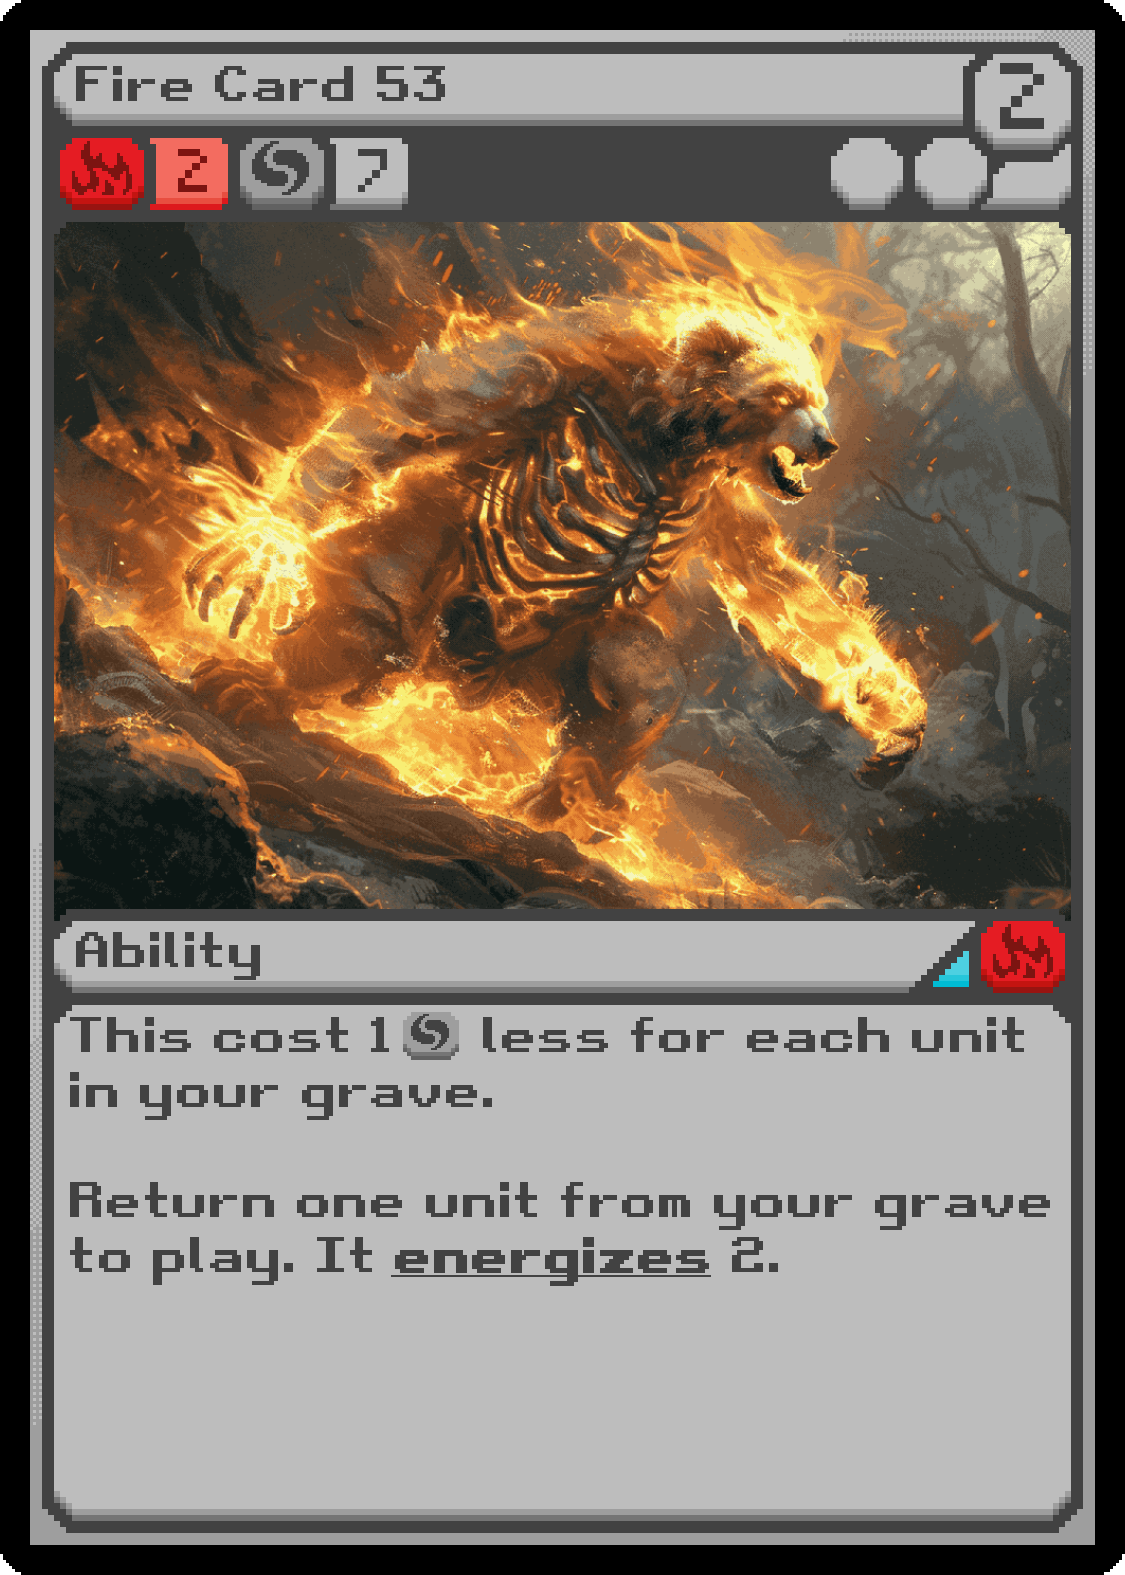 Fire Card 53
2
2 7
Ability
This cost 1 less for each unit
in your grave.
Return one unit from your grave
to play. It energizes 2.